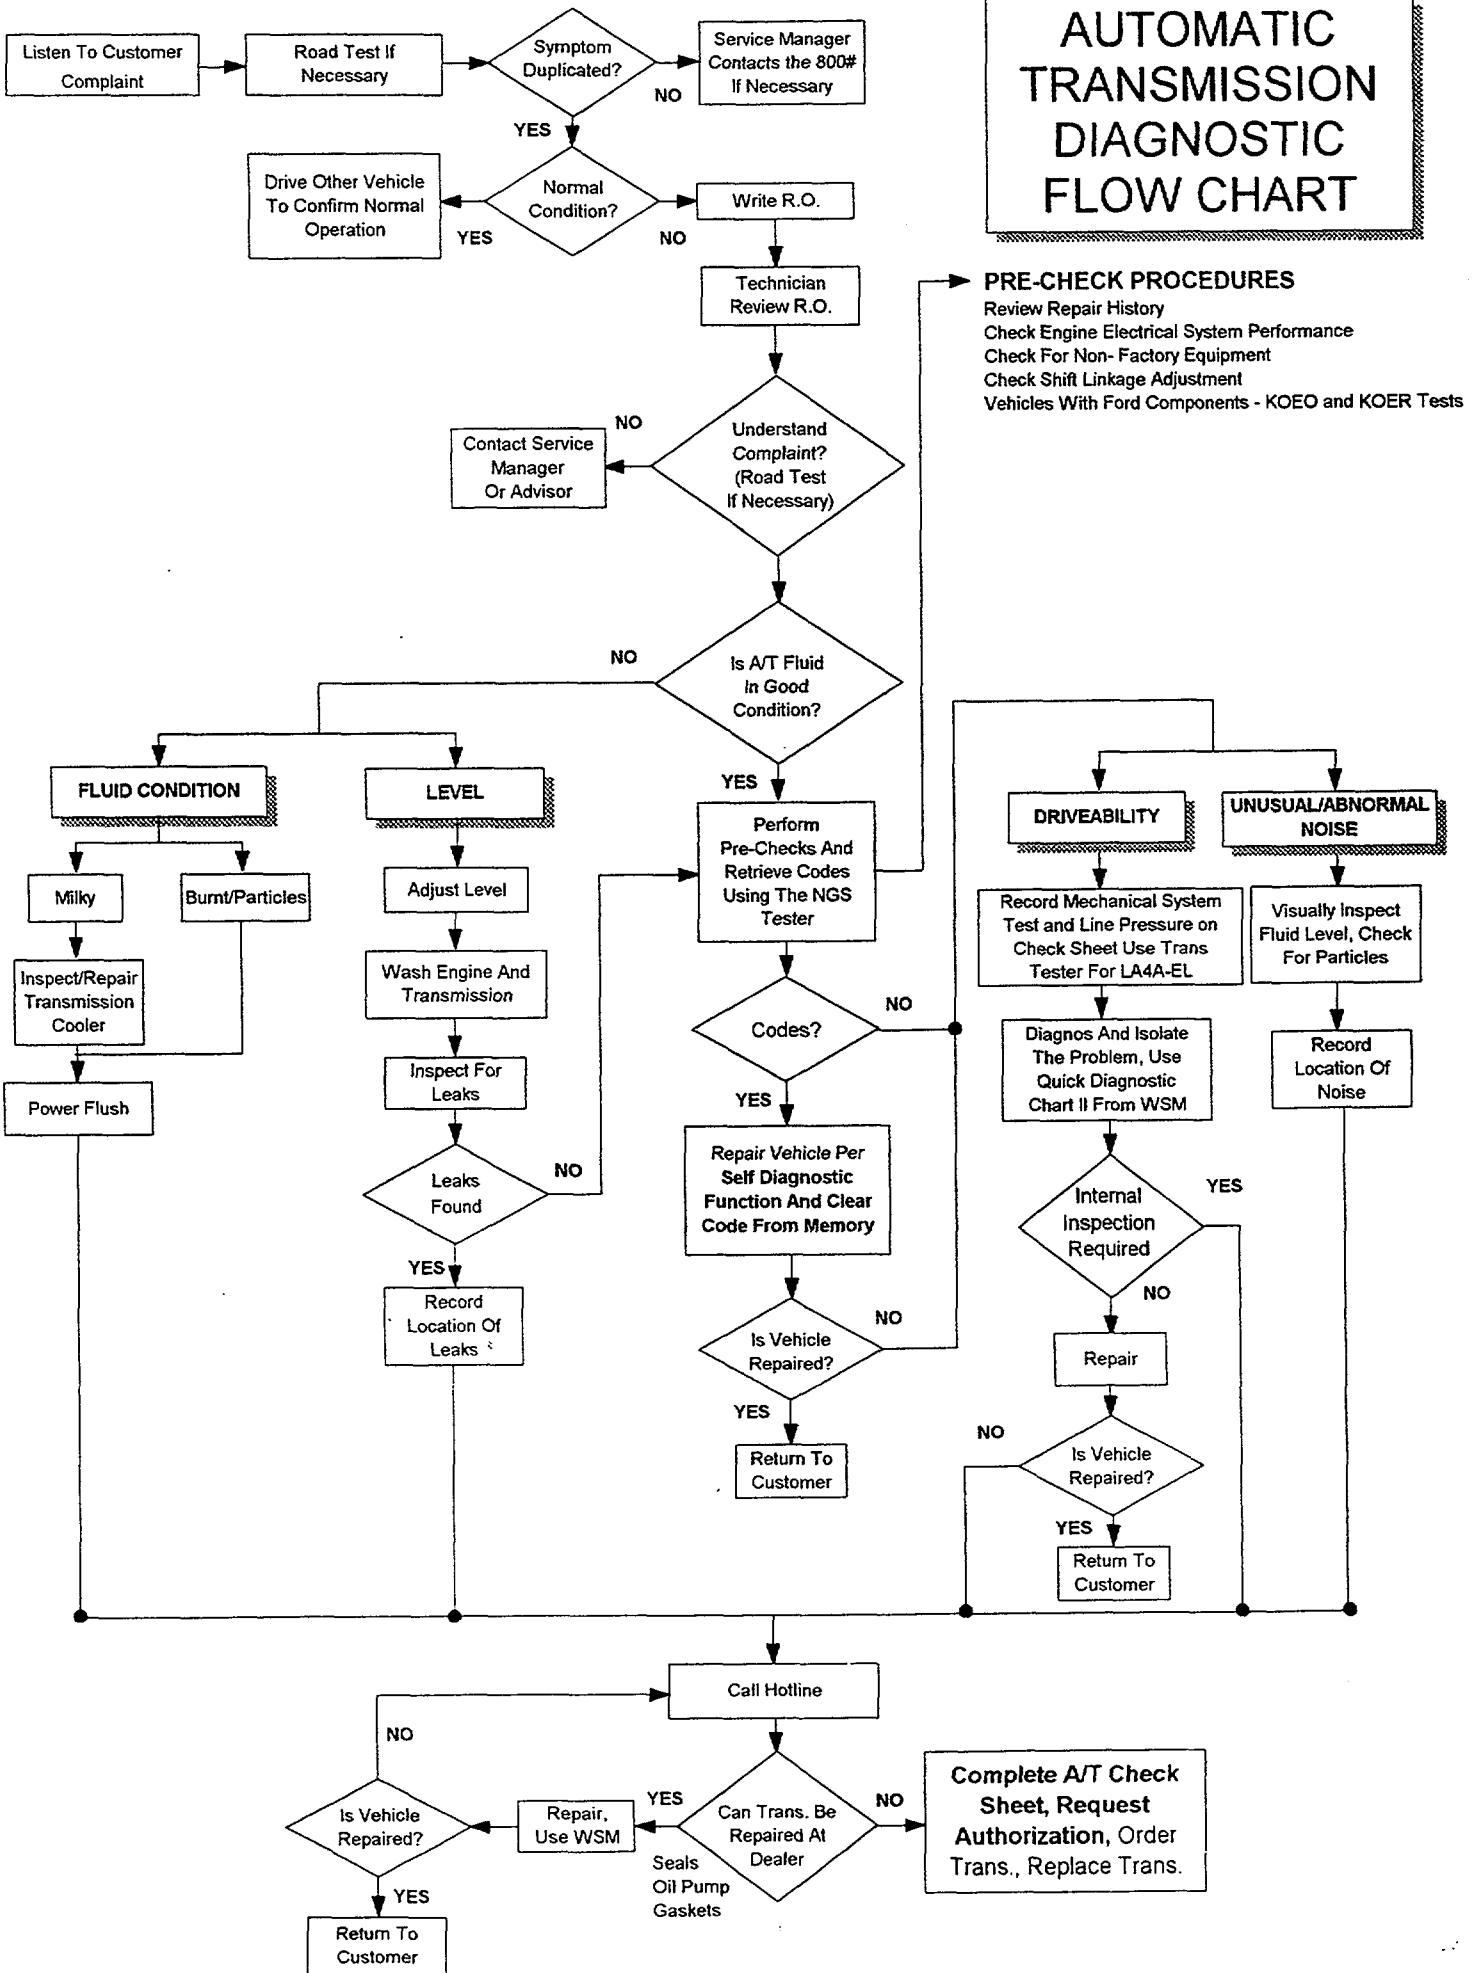 AUTOMATIC
TRANSMISSION
DIAGNOSTIC
FLOW CHART
Listen To Customer
Complaint
Road Test If
Necessary
Symptom
Duplicated?
NO
Service Manager
Contacts the 800#
If Necessary
YES
Drive Other Vehicle
To Confirm Normal
Operation
YES
Normal
Condition?
NO
Write R.O.
Technician
Review R.O.
PRE-CHECK PROCEDURES
Review Repair History
Check Engine Electrical System Performance
Check For Non- Factory Equipment
Check Shift Linkage Adjustment
Vehicles With Ford Components - KOEO and KOER Tests
NO
Contact Service
Manager
Or Advisor
Understand
Complaint?
(Road Test
If Necessary)
NO
Is A/T Fluid
In Good
Condition?
YES
FLUID CONDITION
Milky
Burnt/Particles
Inspect/Repair
Transmission
Cooler
Power Flush
LEVEL
Adjust Level
Wash Engine And
Transmission
Inspect For
Leaks
Leaks
Found
NO
YES
Record
Location Of
Leaks
Perform
Pre-Checks And
Retrieve Codes
Using The NGS
Tester
Codes?
NO
YES
Repair Vehicle Per
Self Diagnostic
Function And Clear
Code From Memory
Is Vehicle
Repaired?
NO
YES
Return To
Customer
DRIVEABILITY
Record Mechanical System
Test and Line Pressure on
Check Sheet Use Trans
Tester For LA4A-EL
Diagnos And Isolate
The Problem, Use
Quick Diagnostic
Chart II From WSM
Internal
Inspection
Required
YES
NO
Repair
NO
Is Vehicle
Repaired?
YES
Return To
Customer
UNUSUAL/ABNORMAL
NOISE
Visually Inspect
Fluid Level, Check
For Particles
Record
Location Of
Noise
Call Hotline
NO
Is Vehicle
Repaired?
YES
Return To
Customer
Repair,
Use WSM
YES
Seals
Oil Pump
Gaskets
Can Trans. Be
Repaired At
Dealer
NO
Complete A/T Check
Sheet, Request
Authorization, Order
Trans., Replace Trans.